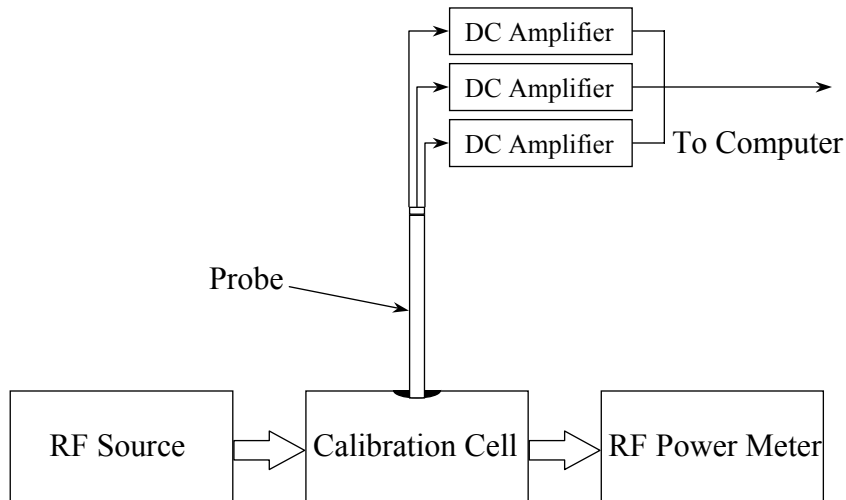 DC Amplifier
DC Amplifier
DC Amplifier
To Computer
Probe
RF Source
Calibration Cell
RF Power Meter